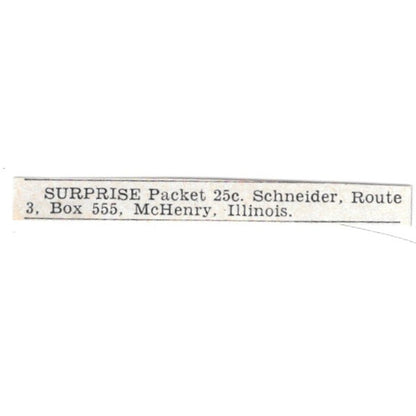 SURPRISE Packet 25c. Schneider, Route
3, Box 555, McHenry, Illinois.